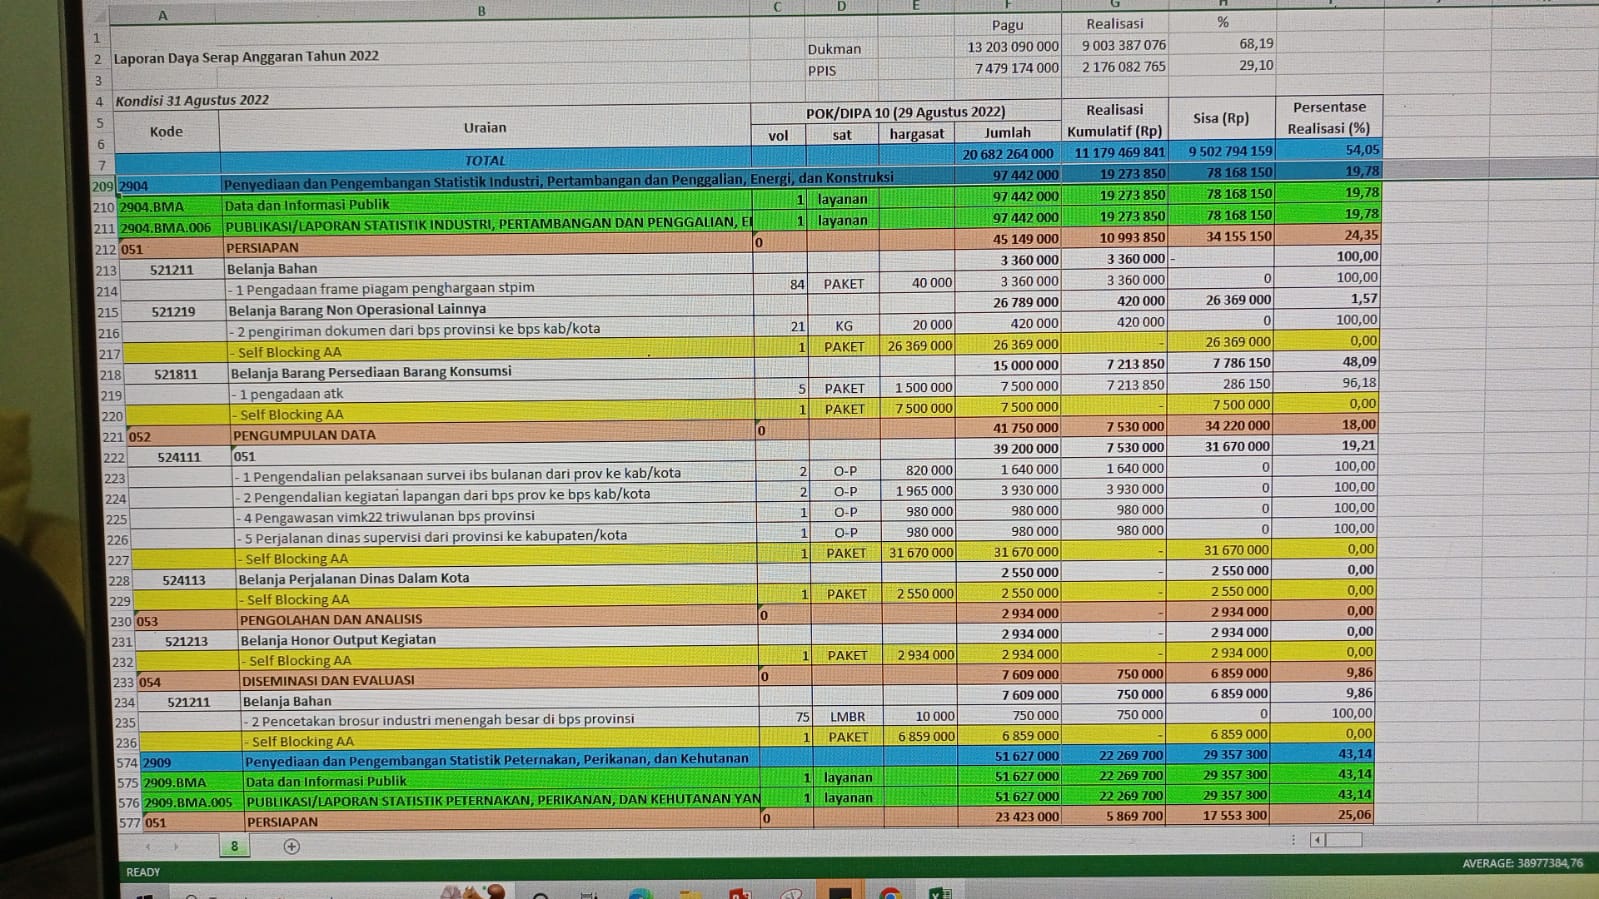 A B C D E F G H
1 Pagu Realisasi %
2 Laporan Daya Serap Anggaran Tahun 2022 Dukman 13 203 090 000 9 003 387 076 68,19
3 PPIS 7 479 174 000 2 176 082 765 29,10
4 Kondisi 31 Agustus 2022
5 Kode Uraian POK/DIPA 10 (29 Agustus 2022) Realisasi Kumulatif (Rp) Sisa (Rp) Persentase Realisasi (%)
6 vol sat hargasat Jumlah
7 TOTAL 20 682 264 000 11 179 469 841 9 502 794 159 54,05
209 2904 Penyediaan dan Pengembangan Statistik Industri, Pertambangan dan Penggalian, Energi, dan Konstruksi 97 442 000 19 273 850 78 168 150 19,78
210 2904.BMA Data dan Informasi Publik 1 layanan 97 442 000 19 273 850 78 168 150 19,78
211 2904.BMA.006 PUBLIKASI/LAPORAN STATISTIK INDUSTRI, PERTAMBANGAN DAN PENGGALIAN, EI 1 layanan 97 442 000 19 273 850 78 168 150 19,78
212 051 PERSIAPAN 0 45 149 000 10 993 850 34 155 150 24,35
213 521211 Belanja Bahan 3 360 000 3 360 000 - 100,00
214 - 1 Pengadaan frame piagam penghargaan stpim 84 PAKET 40 000 3 360 000 3 360 000 0 100,00
215 521219 Belanja Barang Non Operasional Lainnya 26 789 000 420 000 26 369 000 1,57
216 - 2 pengiriman dokumen dari bps provinsi ke bps kab/kota 21 KG 20 000 420 000 420 000 0 100,00
217 - Self Blocking AA 1 PAKET 26 369 000 26 369 000 - 26 369 000 0,00
218 521811 Belanja Barang Persediaan Barang Konsumsi 15 000 000 7 213 850 7 786 150 48,09
219 - 1 pengadaan atk 5 PAKET 1 500 000 7 500 000 7 213 850 286 150 96,18
220 - Self Blocking AA 1 PAKET 7 500 000 7 500 000 - 7 500 000 0,00
221 052 PENGUMPULAN DATA 0 41 750 000 7 530 000 34 220 000 18,00
222 524111 051 39 200 000 7 530 000 31 670 000 19,21
223 - 1 Pengendalian pelaksanaan survei ibs bulanan dari prov ke kab/kota 2 O-P 820 000 1 640 000 1 640 000 0 100,00
224 - 2 Pengendalian kegiatan lapangan dari bps prov ke bps kab/kota 2 O-P 1 965 000 3 930 000 3 930 000 0 100,00
225 - 4 Pengawasan vimk22 triwulanan bps provinsi 1 O-P 980 000 980 000 980 000 0 100,00
226 - 5 Perjalanan dinas supervisi dari provinsi ke kabupaten/kota 1 O-P 980 000 980 000 980 000 0 100,00
227 - Self Blocking AA 1 PAKET 31 670 000 31 670 000 - 31 670 000 0,00
228 524113 Belanja Perjalanan Dinas Dalam Kota 2 550 000 - 2 550 000 0,00
229 - Self Blocking AA 1 PAKET 2 550 000 2 550 000 - 2 550 000 0,00
230 053 PENGOLAHAN DAN ANALISIS 0 2 934 000 - 2 934 000 0,00
231 521213 Belanja Honor Output Kegiatan 2 934 000 - 2 934 000 0,00
232 - Self Blocking AA 1 PAKET 2 934 000 2 934 000 - 2 934 000 0,00
233 054 DISEMINASI DAN EVALUASI 0 7 609 000 750 000 6 859 000 9,86
234 521211 Belanja Bahan 7 609 000 750 000 6 859 000 9,86
235 - 2 Pencetakan brosur industri menengah besar di bps provinsi 75 LMBR 10 000 750 000 750 000 0 100,00
236 - Self Blocking AA 1 PAKET 6 859 000 6 859 000 - 6 859 000 0,00
574 2909 Penyediaan dan Pengembangan Statistik Peternakan, Perikanan, dan Kehutanan 51 627 000 22 269 700 29 357 300 43,14
575 2909.BMA Data dan Informasi Publik 1 layanan 51 627 000 22 269 700 29 357 300 43,14
576 2909.BMA.005 PUBLIKASI/LAPORAN STATISTIK PETERNAKAN, PERIKANAN, DAN KEHUTANAN YAN 1 layanan 51 627 000 22 269 700 29 357 300 43,14
577 051 PERSIAPAN 0 23 423 000 5 869 700 17 553 300 25,06
8
READY AVERAGE: 38977384,76